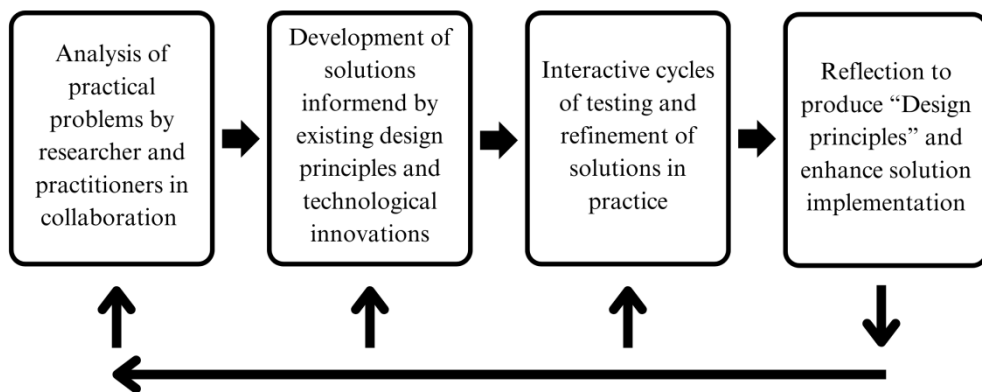 Analysis of
practical
problems by
researcher and
practitioners in
collaboration
Development of
solutions
informend by
existing design
principles and
technological
innovations
Interactive cycles
of testing and
refinement of
solutions in
practice
Reflection to
produce “Design
principles” and
enhance solution
implementation